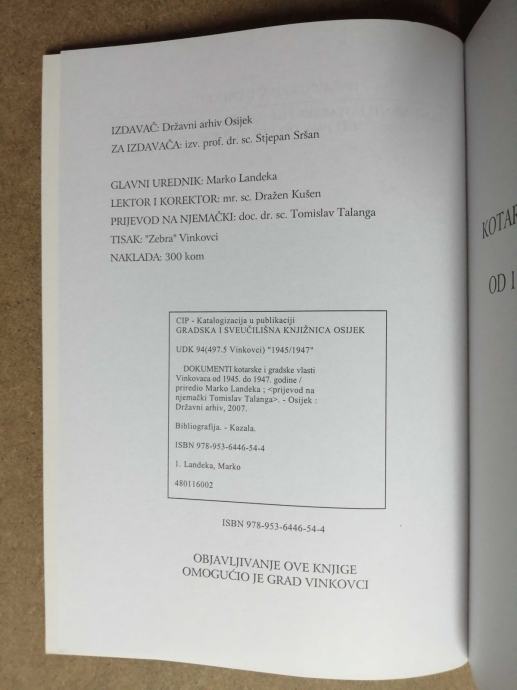 IZDAVAČ: Državni arhiv Osijek
ZA IZDAVAČA: izv. prof. dr. sc. Stjepan Sršan
GLAVNI UREDNIK: Marko Landeka
LEKTOR I KOREKTOR: mr. sc. Dražen Kušen
PRIJEVOD NA NJEMAČKI: doc. dr. sc. Tomislav Talanga
TISAK: "Zebra" Vinkovci
NAKLADA: 300 kom
CIP - Katalogizacija u publikaciji
GRADSKA I SVEUČILIŠNA KNJIŽNICA OSIJEK
UDK 94(497.5 Vinkovci) "1945/1947"
DOKUMENTI kotarske i gradske vlasti
Vinkovaca od 1945. do 1947. godine /
priredio Marko Landeka ; <prijevod na
njemački Tomislav Talanga>. - Osijek :
Državni arhiv, 2007.
Bibliografija. - Kazala.
ISBN 978-953-6446-54-4
1. Landeka, Marko
480116002
ISBN 978-953-6446-54-4
OBJAVLJIVANJE OVE KNJIGE
OMOGUĆIO JE GRAD VINKOVCI
KOTAR
OD 1